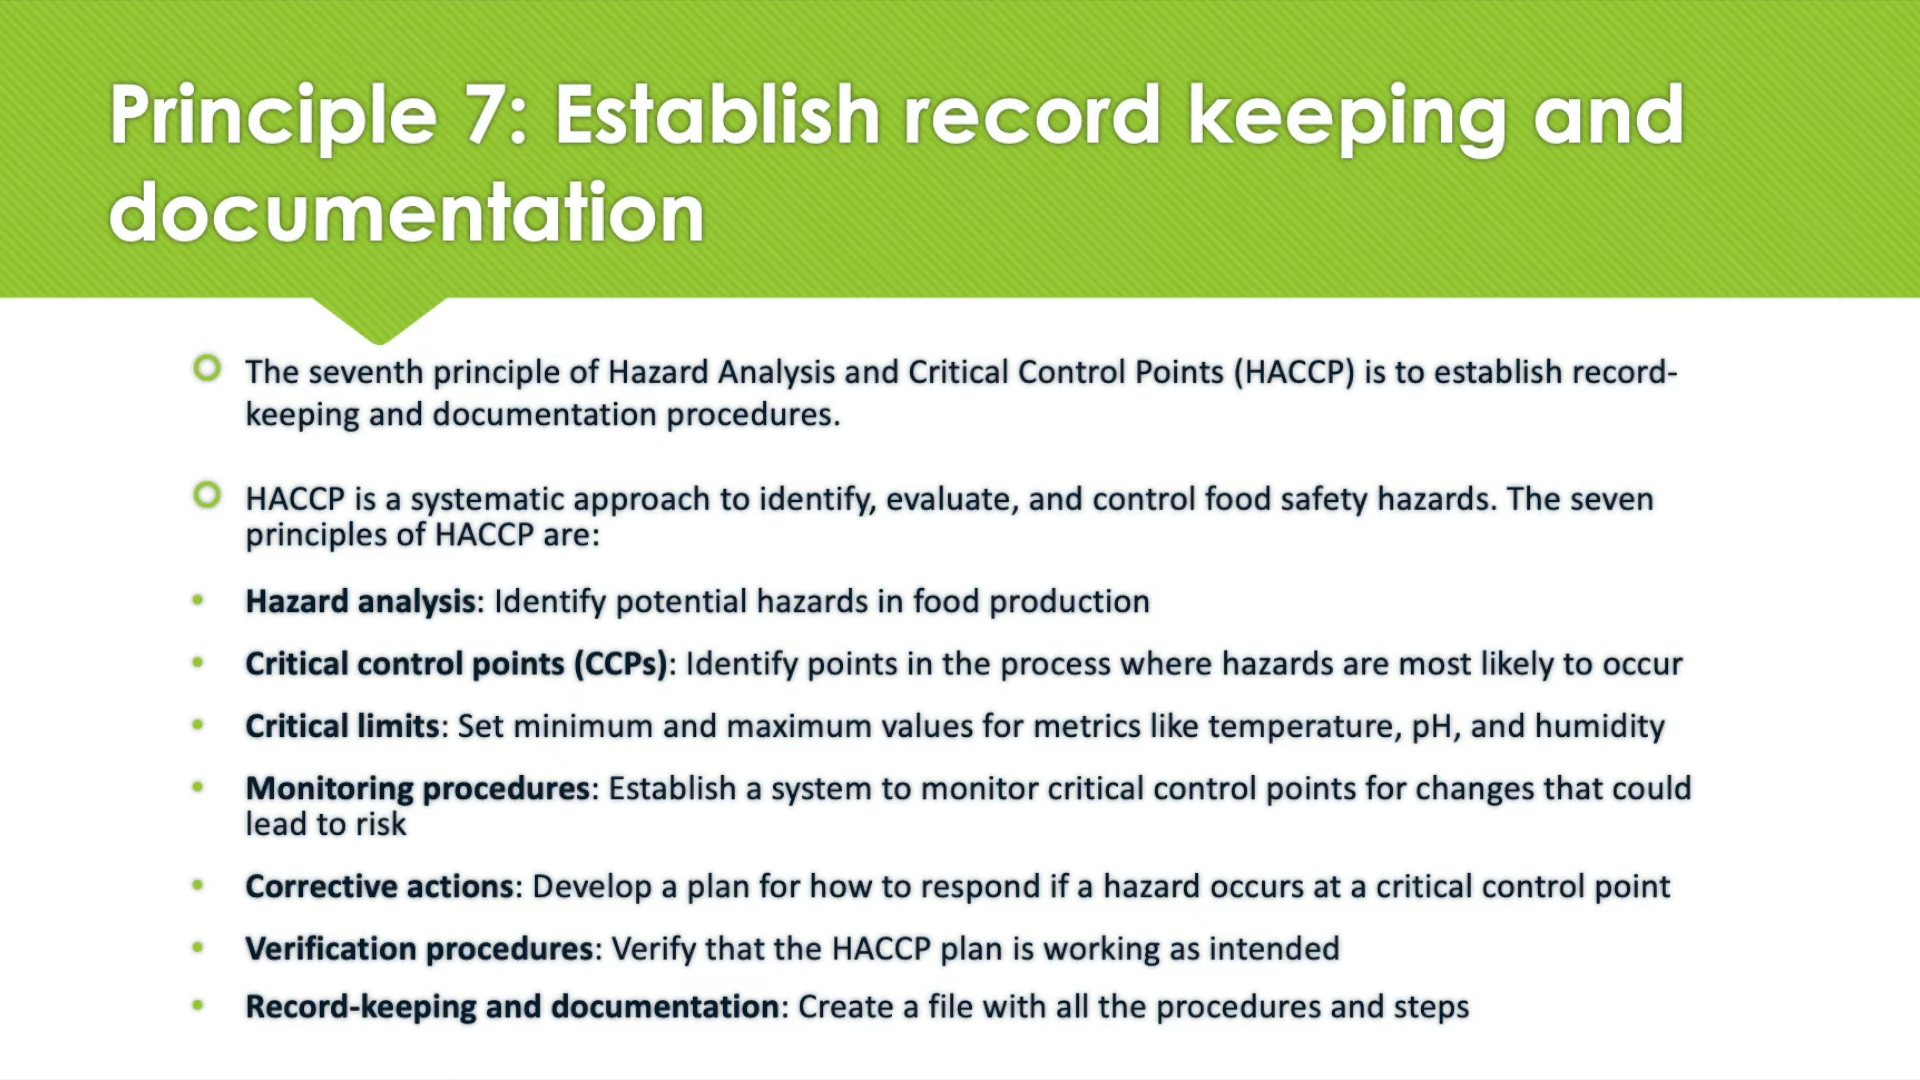 Principle 7: Establish record keeping and
documentation
The seventh principle of Hazard Analysis and Critical Control Points (HACCP) is to establish record-
keeping and documentation procedures.
HACCP is a systematic approach to identify, evaluate, and control food safety hazards. The seven
principles of HACCP are:
• Hazard analysis: Identify potential hazards in food production
• Critical control points (CCPs): Identify points in the process where hazards are most likely to occur
• Critical limits: Set minimum and maximum values for metrics like temperature, pH, and humidity
• Monitoring procedures: Establish a system to monitor critical control points for changes that could
lead to risk
• Corrective actions: Develop a plan for how to respond if a hazard occurs at a critical control point
• Verification procedures: Verify that the HACCP plan is working as intended
• Record-keeping and documentation: Create a file with all the procedures and steps